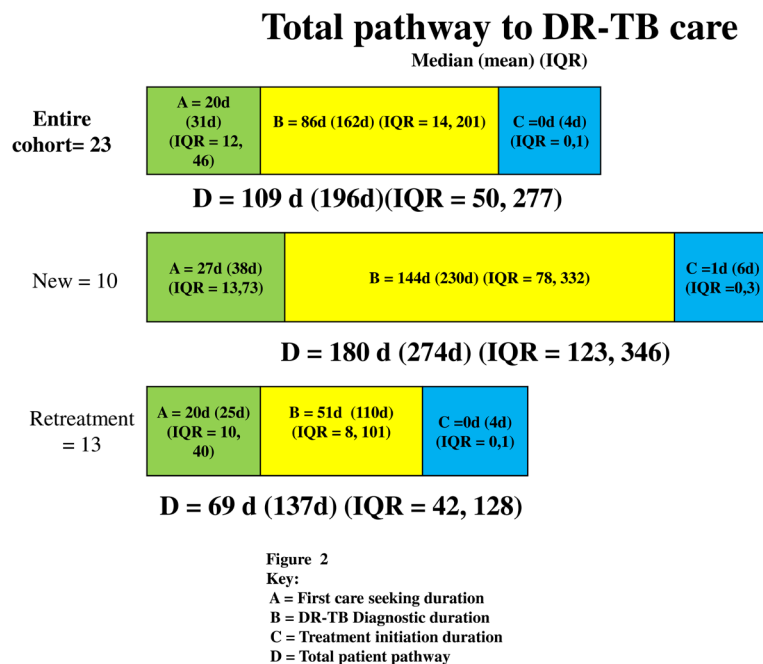 Total pathway to DR-TB care
Median (mean) (IQR)
Entire
cohort= 23
A = 20d
(31d)
(IQR = 12,
46)
B = 86d (162d) (IQR = 14, 201)
C =0d (4d)
(IQR = 0,1)
D = 109 d (196d)(IQR = 50, 277)
New = 10
A = 27d (38d)
(IQR = 13,73)
B = 144d (230d) (IQR = 78, 332)
C =1d (6d)
(IQR =0,3)
D = 180 d (274d) (IQR = 123, 346)
Retreatment
= 13
A = 20d (25d)
(IQR = 10,
40)
B = 51d (110d)
(IQR = 8, 101)
C =0d (4d)
(IQR = 0,1)
D = 69 d (137d) (IQR = 42, 128)
Figure 2
Key:
A = First care seeking duration
B = DR-TB Diagnostic duration
C = Treatment initiation duration
D = Total patient pathway